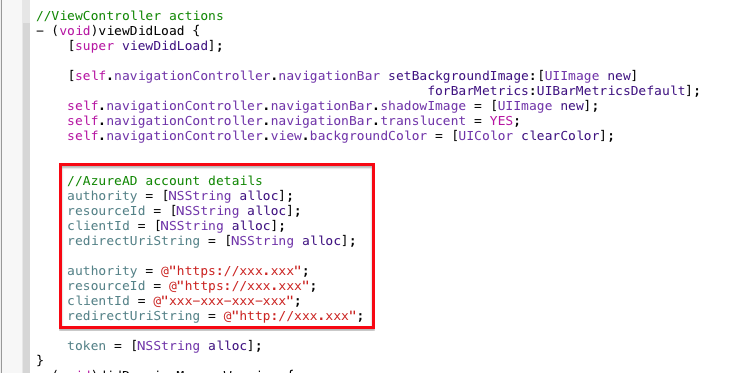 //ViewController actions
- (void)viewDidLoad {
[super viewDidLoad];
[self.navigationController.navigationBar setBackgroundImage:[UIImage new]
forBarMetrics:UIBarMetricsDefault];
self.navigationController.navigationBar.shadowImage = [UIImage new];
self.navigationController.navigationBar.translucent = YES;
self.navigationController.view.backgroundColor = [UIColor clearColor];
//AzureAD account details
authority = [NSString alloc];
resourceId = [NSString alloc];
clientId = [NSString alloc];
redirectUriString = [NSString alloc];
authority = @"https://xxx.xxx";
resourceId = @"https://xxx.xxx";
clientId = @"xxx-xxx-xxx-xxx";
redirectUriString = @"http://xxx.xxx";
token = [NSString alloc];
}